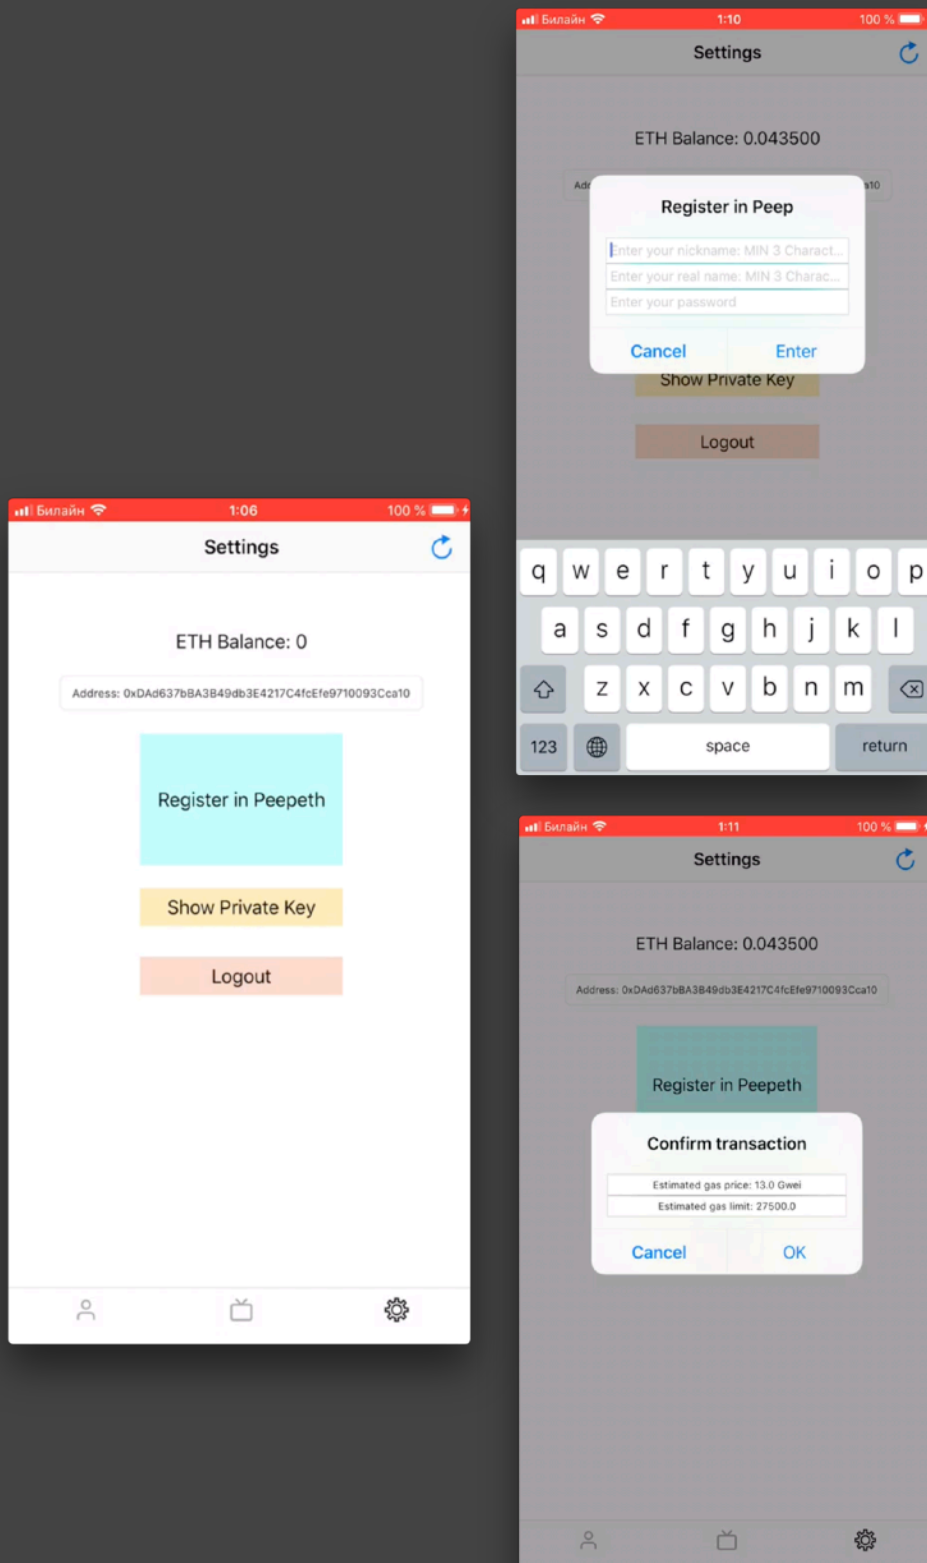 Билайн 1:06 100 %
Settings
ETH Balance: 0
Address: 0xDAd637bBA3B49db3E4217C4fcEfe9710093Cca10
Register in Peepeth
Show Private Key
Logout
Билайн 1:10 100 %
Settings
ETH Balance: 0.043500
Add a10
Register in Peep
Enter your nickname: MIN 3 Charact...
Enter your real name: MIN 3 Charac...
Enter your password
Cancel Enter
Show Private Key
Logout
q w e r t y u i o p
a s d f g h j k l
z x c v b n m
123 space return
Билайн 1:11 100 %
Settings
ETH Balance: 0.043500
Address: 0xDAd637bBA3B49db3E4217C4fcEfe9710093Cca10
Register in Peepeth
Confirm transaction
Estimated gas price: 13.0 Gwei
Estimated gas limit: 27500.0
Cancel OK